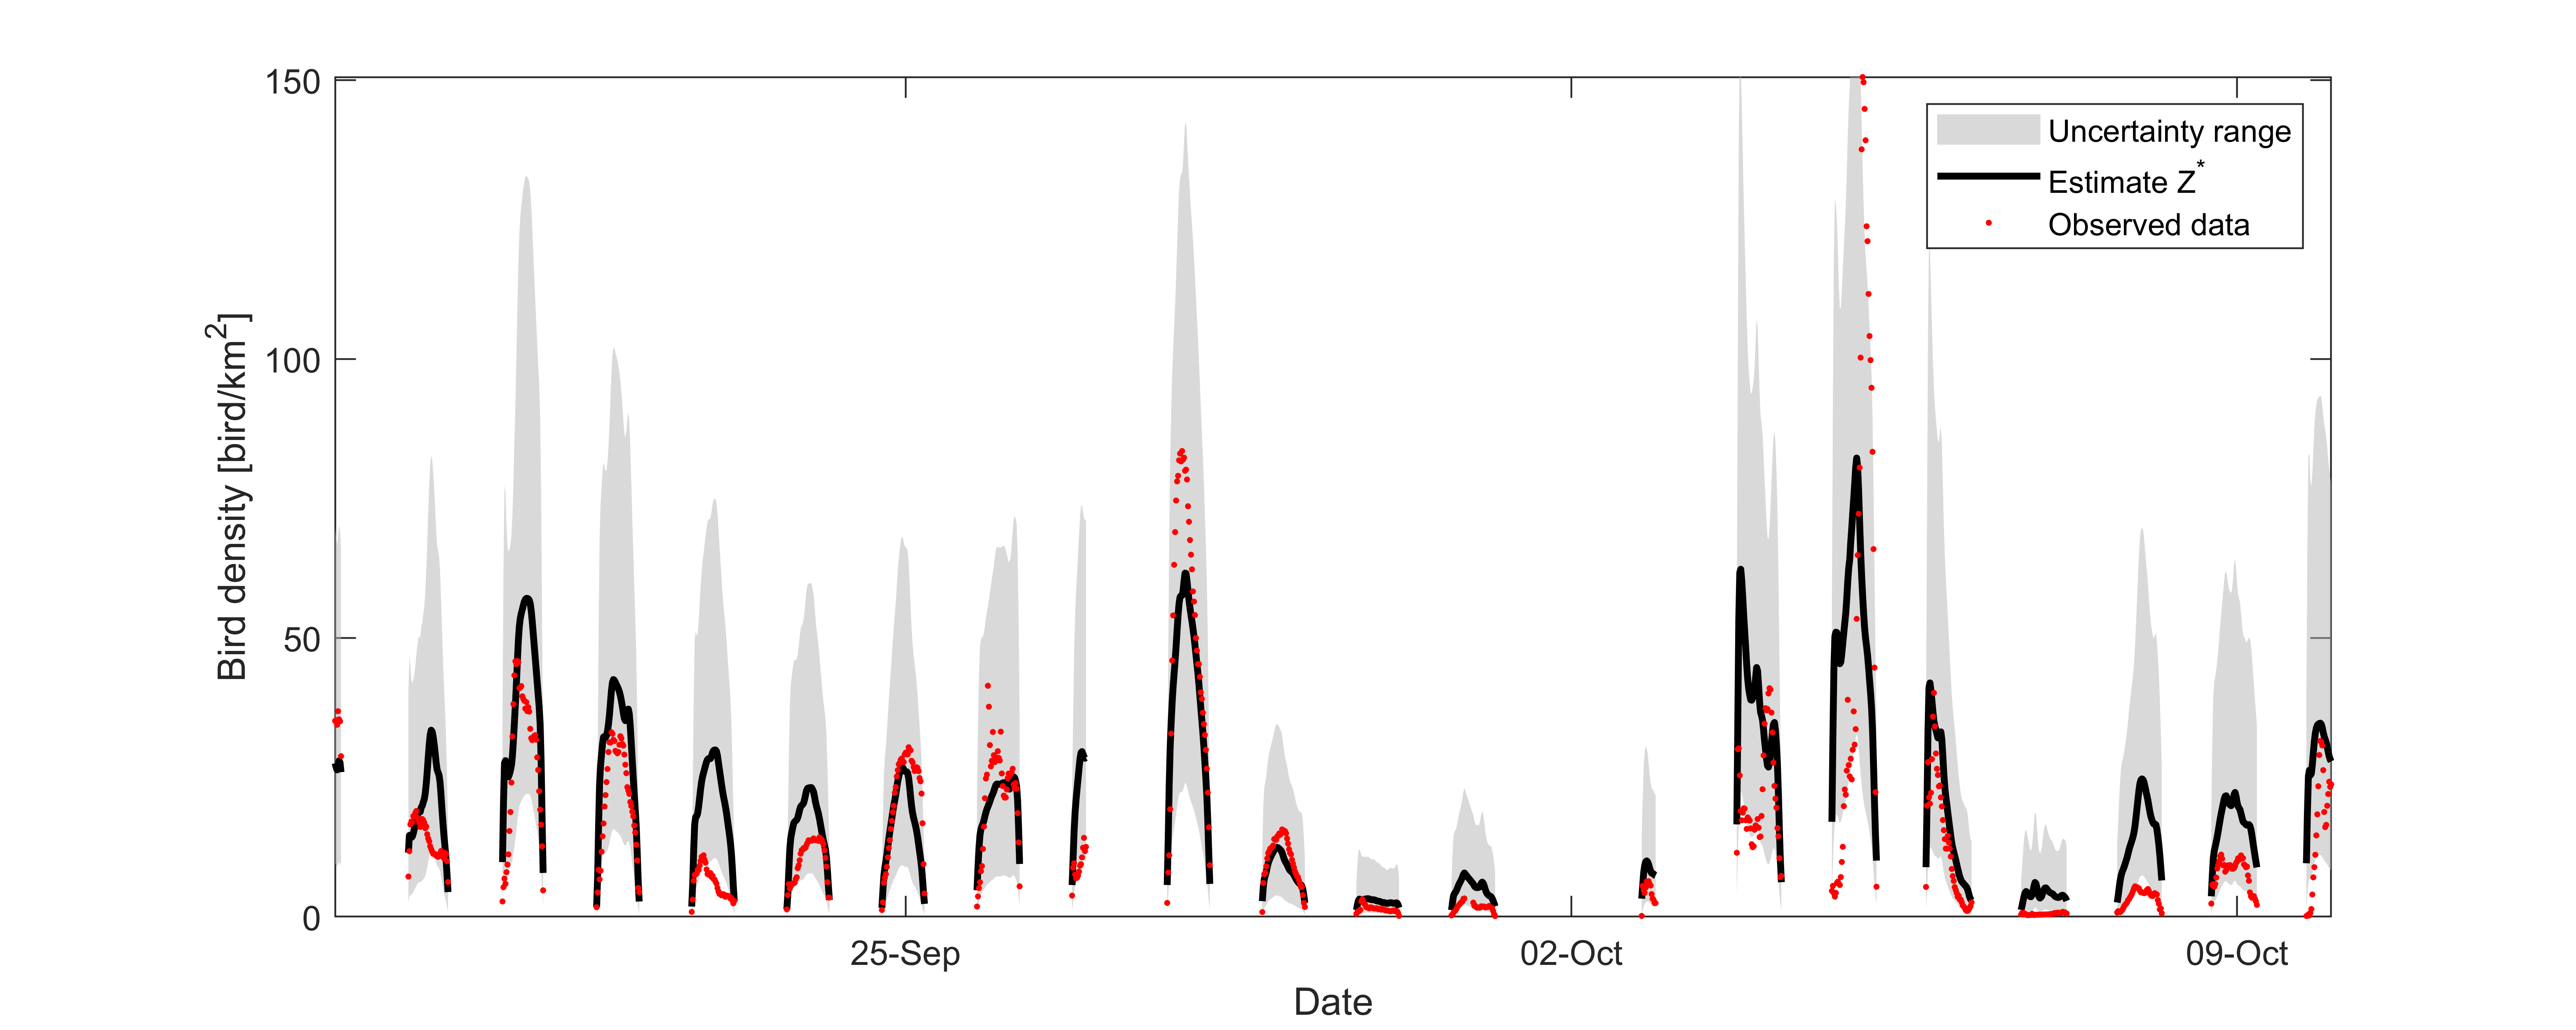 150
100
50
0
Bird density [bird/km²]
Uncertainty range
Estimate Z*
Observed data
25-Sep
02-Oct
09-Oct
Date